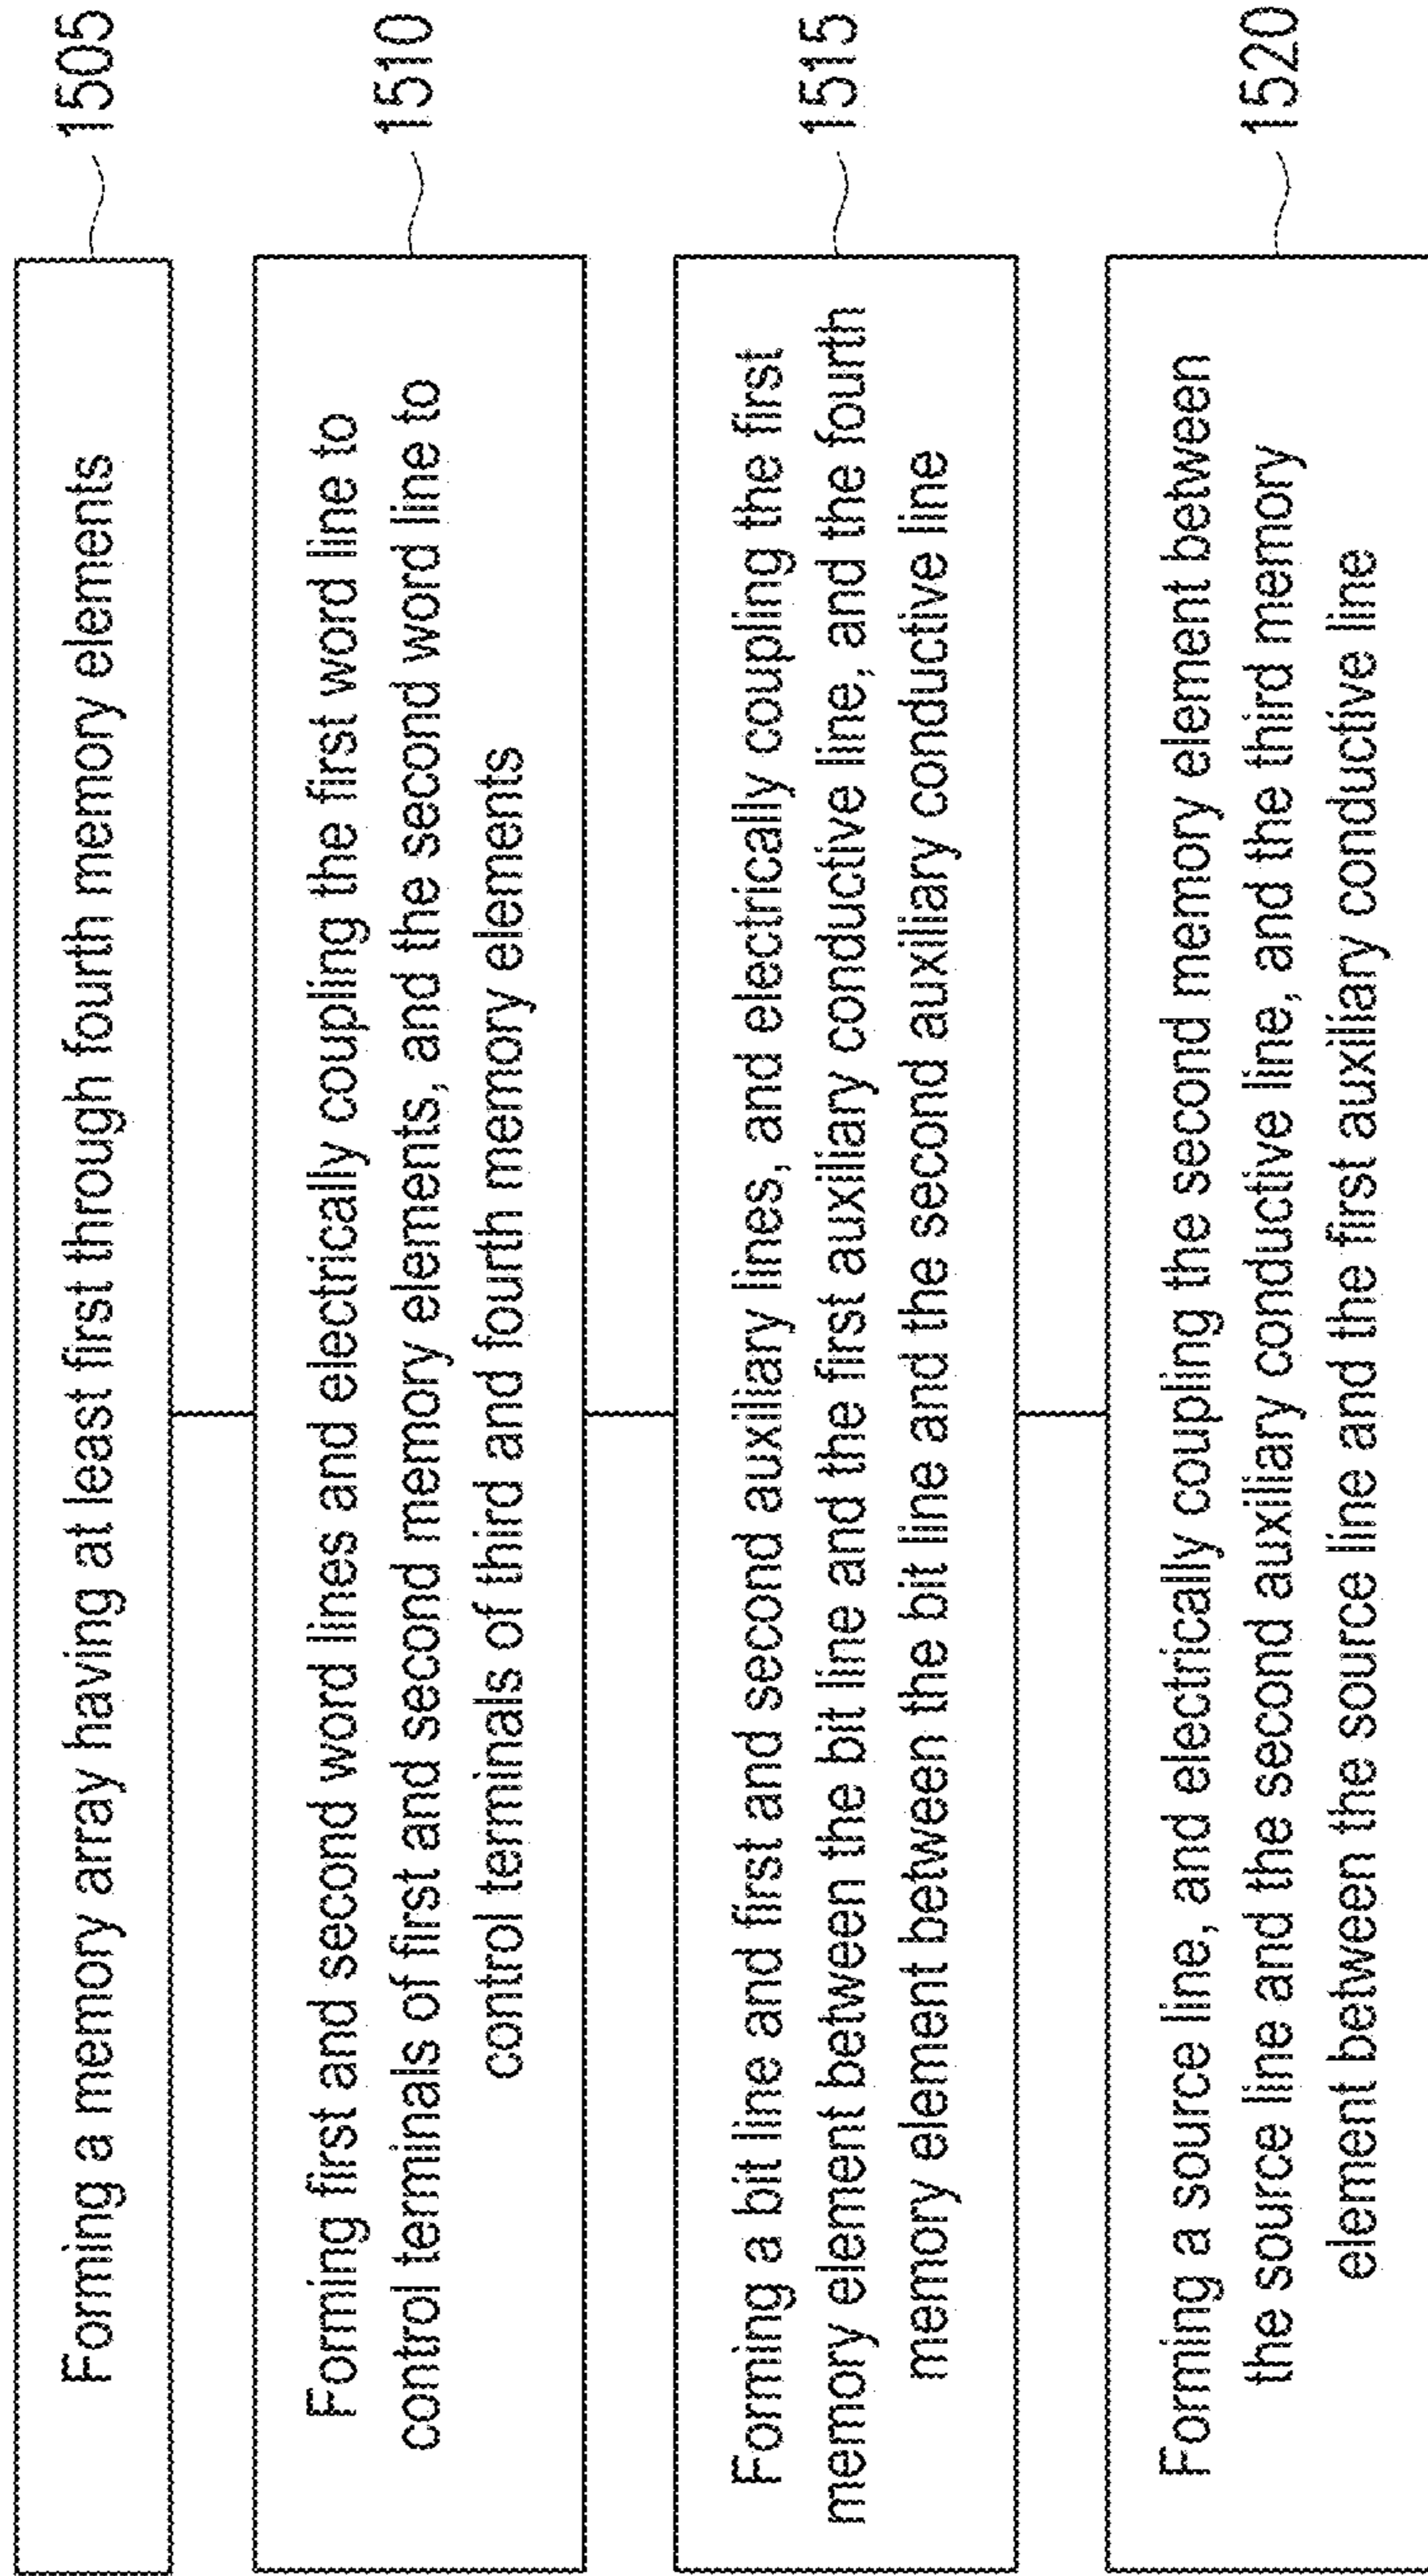 Forming a memory array having at least first through fourth memory elements
1505
Forming first and second word lines and electrically coupling the first word line to
control terminals of first and second memory elements, and the second word line to
control terminals of third and fourth memory elements
1510
Forming a bit line and first and second auxiliary lines, and electrically coupling the first
memory element between the bit line and the first auxiliary conductive line, and the fourth
memory element between the bit line and the second auxiliary conductive line
1515
Forming a source line, and electrically coupling the second memory element between
the source line and the second auxiliary conductive line, and the third memory
element between the source line and the first auxiliary conductive line
1520